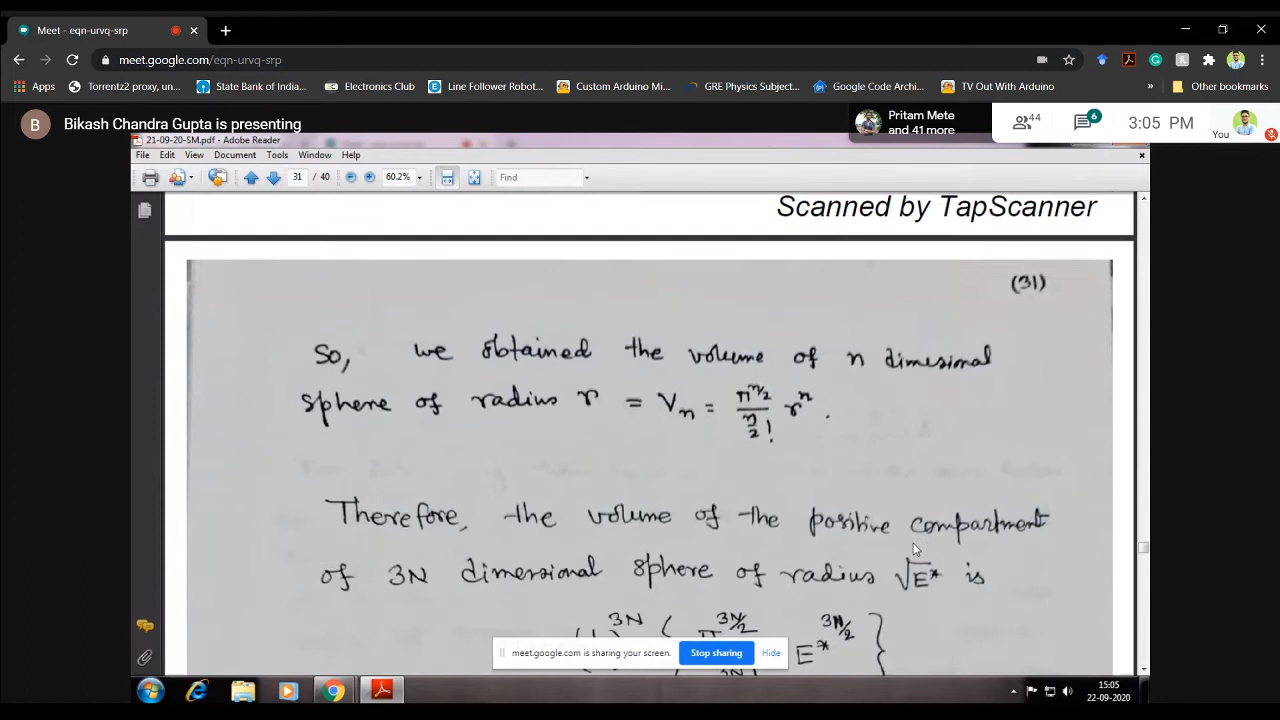 Meet - eqn-urvq-srp
meet.google.com/eqn-urvq-srp
Apps Torrentz2 proxy, un... State Bank of India... Electronics Club Line Follower Robot... Custom Arduino Mi... GRE Physics Subject... Google Code Archi... TV Out With Arduino » Other bookmarks
B Bikash Chandra Gupta is presenting
Pritam Mete
and 41 more
44 6 3:05 PM
You
21-09-20-SM.pdf - Adobe Reader
File Edit View Document Tools Window Help
31 / 40 60.2% Find
Scanned by TapScanner
(31)
So, we obtained the volume of n dimesional
sphere of radius r = Vn = π^n/2 / n/2! r^n.
Therefore, the volume of the positive compartment
of 3N dimensional sphere of radius √E* is
3N 3N/2 3N/2
E*
meet.google.com is sharing your screen. Stop sharing Hide
15:05
22-09-2020